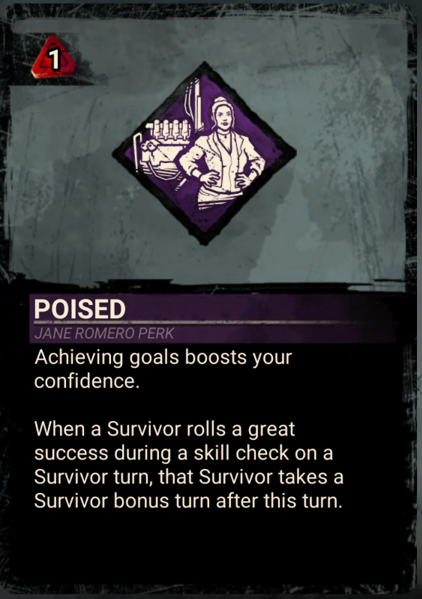 1
POISED
JANE ROMERO PERK
Achieving goals boosts your
confidence.
When a Survivor rolls a great
success during a skill check on a
Survivor turn, that Survivor takes a
Survivor bonus turn after this turn.